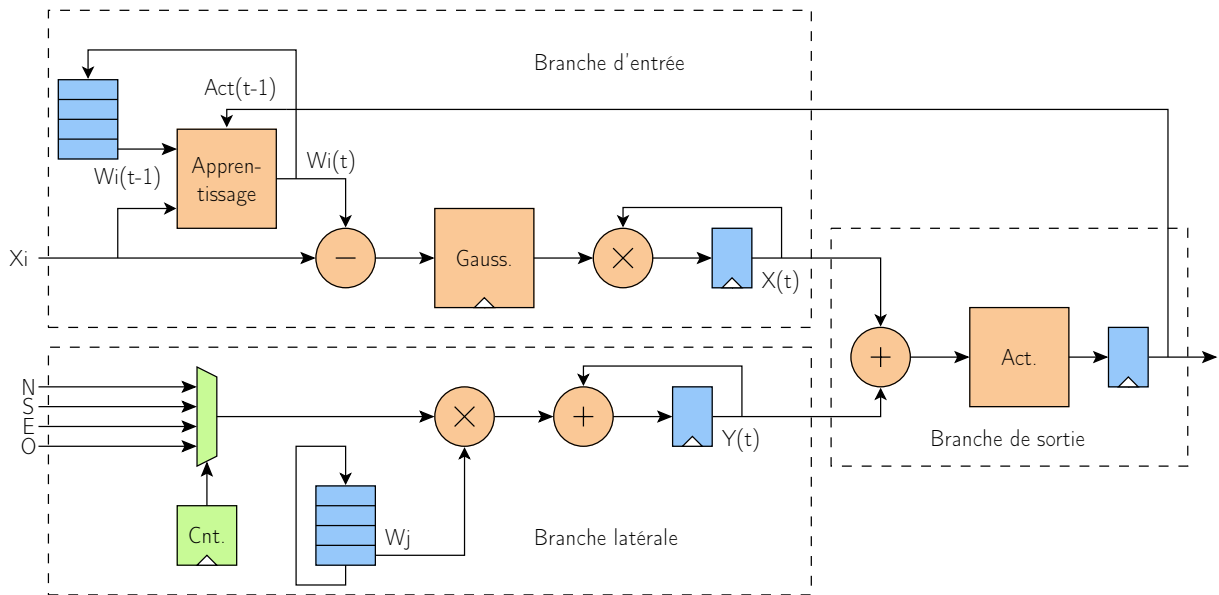 Branche d'entrée
Act(t-1)
Appren-
tissage
Wi(t-1)
Wi(t)
Xi
−
Gauss.
×
X(t)
N
S
E
O
×
+
Y(t)
+
Act.
Branche de sortie
Cnt.
Wj
Branche latérale